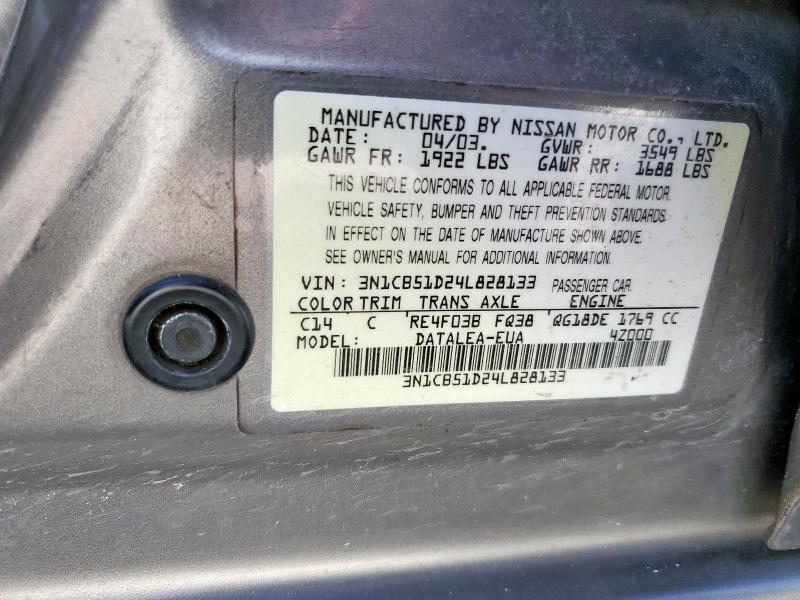 MANUFACTURED BY NISSAN MOTOR CO., LTD.
DATE: 04/03. GVWR: 3549 LBS
GAWR FR: 1922 LBS GAWR RR: 1688 LBS
THIS VEHICLE CONFORMS TO ALL APPLICABLE FEDERAL MOTOR
VEHICLE SAFETY, BUMPER AND THEFT PREVENTION STANDARDS
IN EFFECT ON THE DATE OF MANUFACTURE SHOWN ABOVE.
SEE OWNER'S MANUAL FOR ADDITIONAL INFORMATION.
VIN: 3N1CB51D24L828133 PASSENGER CAR
COLOR TRIM TRANS AXLE ENGINE
C14 C RE4F03B FQ38 QG18DE 1769 CC
MODEL: DATALEA-EUA 4Z000
3N1CB51D24L828133